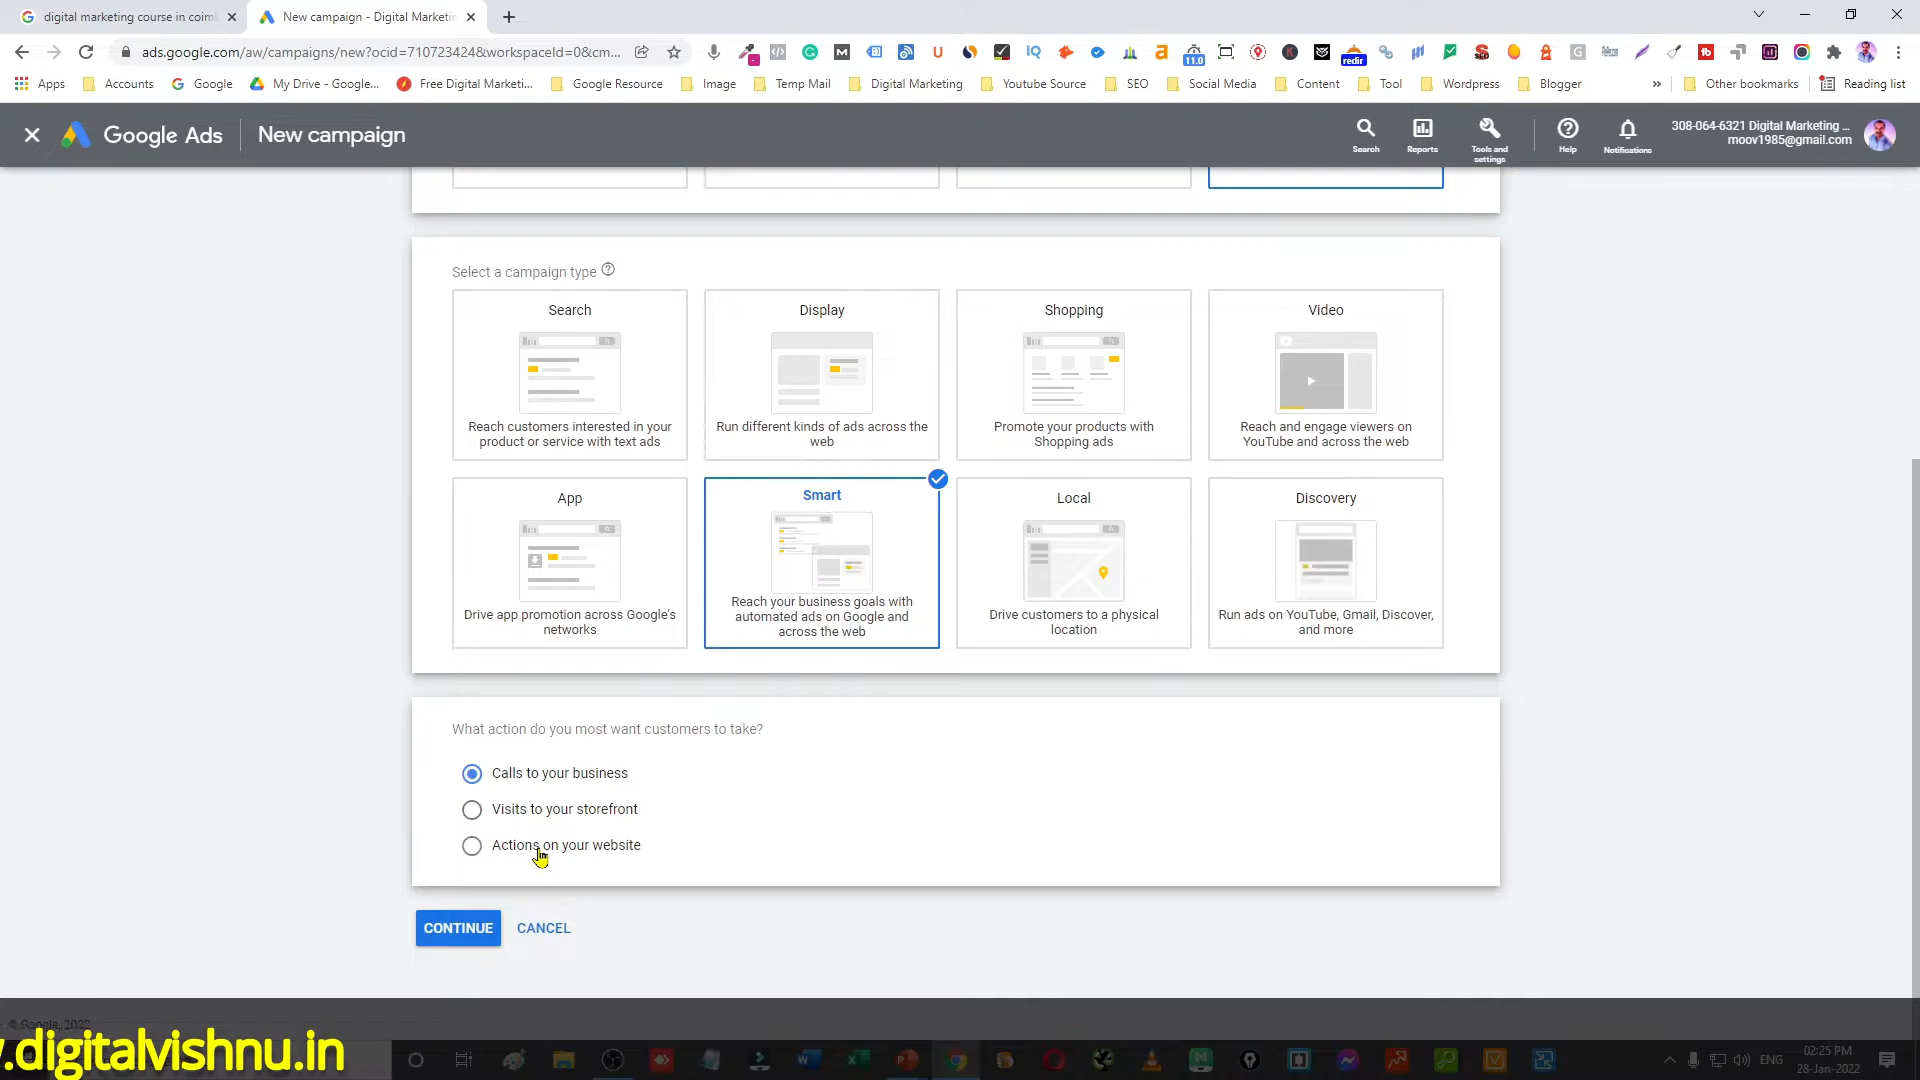 digital marketing course in coim
New campaign - Digital Marketin
ads.google.com/aw/campaigns/new?ocid=710723424&workspaceId=0&cm...
11.0
redir
Apps
Accounts
Google
My Drive - Google...
Free Digital Marketi...
Google Resource
Image
Temp Mail
Digital Marketing
Youtube Source
SEO
Social Media
Content
Tool
Wordpress
Blogger
»
Other bookmarks
Reading list
Google Ads
New campaign
Search
Reports
Tools and
settings
Help
Notifications
308-064-6321 Digital Marketing ...
moov1985@gmail.com
Select a campaign type
Search
Reach customers interested in your
product or service with text ads
Display
Run different kinds of ads across the
web
Shopping
Promote your products with
Shopping ads
Video
Reach and engage viewers on
YouTube and across the web
App
Drive app promotion across Google's
networks
Smart
Reach your business goals with
automated ads on Google and
across the web
Local
Drive customers to a physical
location
Discovery
Run ads on YouTube, Gmail, Discover,
and more
What action do you most want customers to take?
Calls to your business
Visits to your storefront
Actions on your website
CONTINUE
CANCEL
.digitalvishnu.in
ENG
02:25 PM
28-Jan-2022